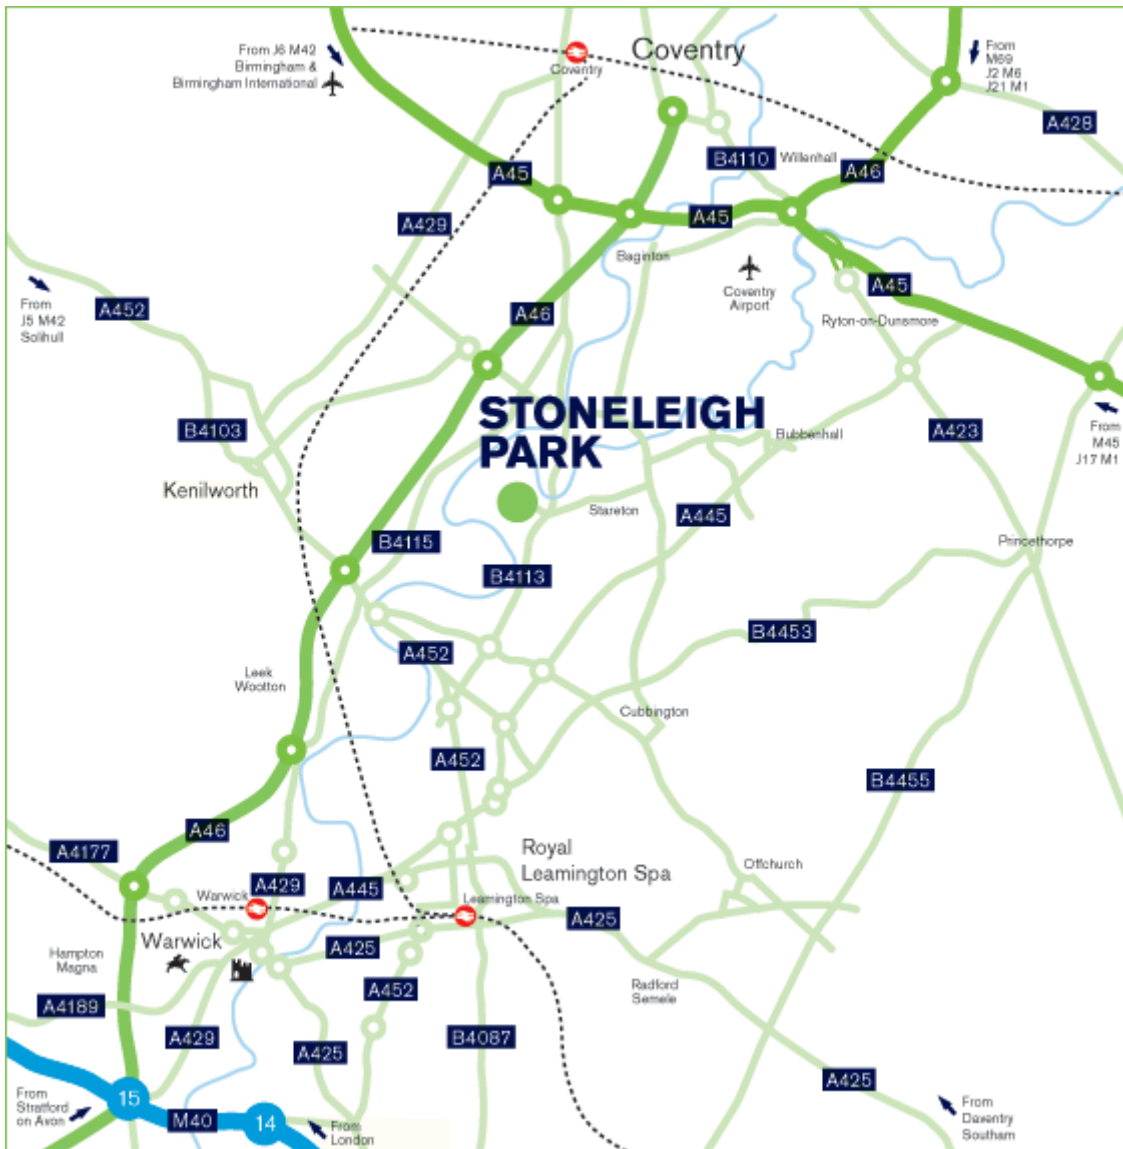 From J6 M42
Birmingham &
Birmingham International
Coventry
Coventry
From
M69
J2 M6
J21 M1
A428
B4110
Willenhall
A46
A45
A429
A45
Baginton
Coventry
Airport
A45
From
J5 M42
Solihull
A452
A46
Ryton-on-Dunsmore
STONELEIGH
PARK
B4103
Bubbenhall
A423
From
M45
J17 M1
Kenilworth
Stareton
A445
B4115
Princethorpe
B4113
B4453
A452
Leek
Wootton
Cubbington
A452
B4455
A46
A4177
Royal
Leamington Spa
Offchurch
Warwick
A429
A445
Leamington Spa
A425
Warwick
A425
Hampton
Magna
A452
Radford
Semele
A4189
A429
A425
B4087
A425
15
From
Stratford
on Avon
M40
14
From
London
From
Daventry
Southam